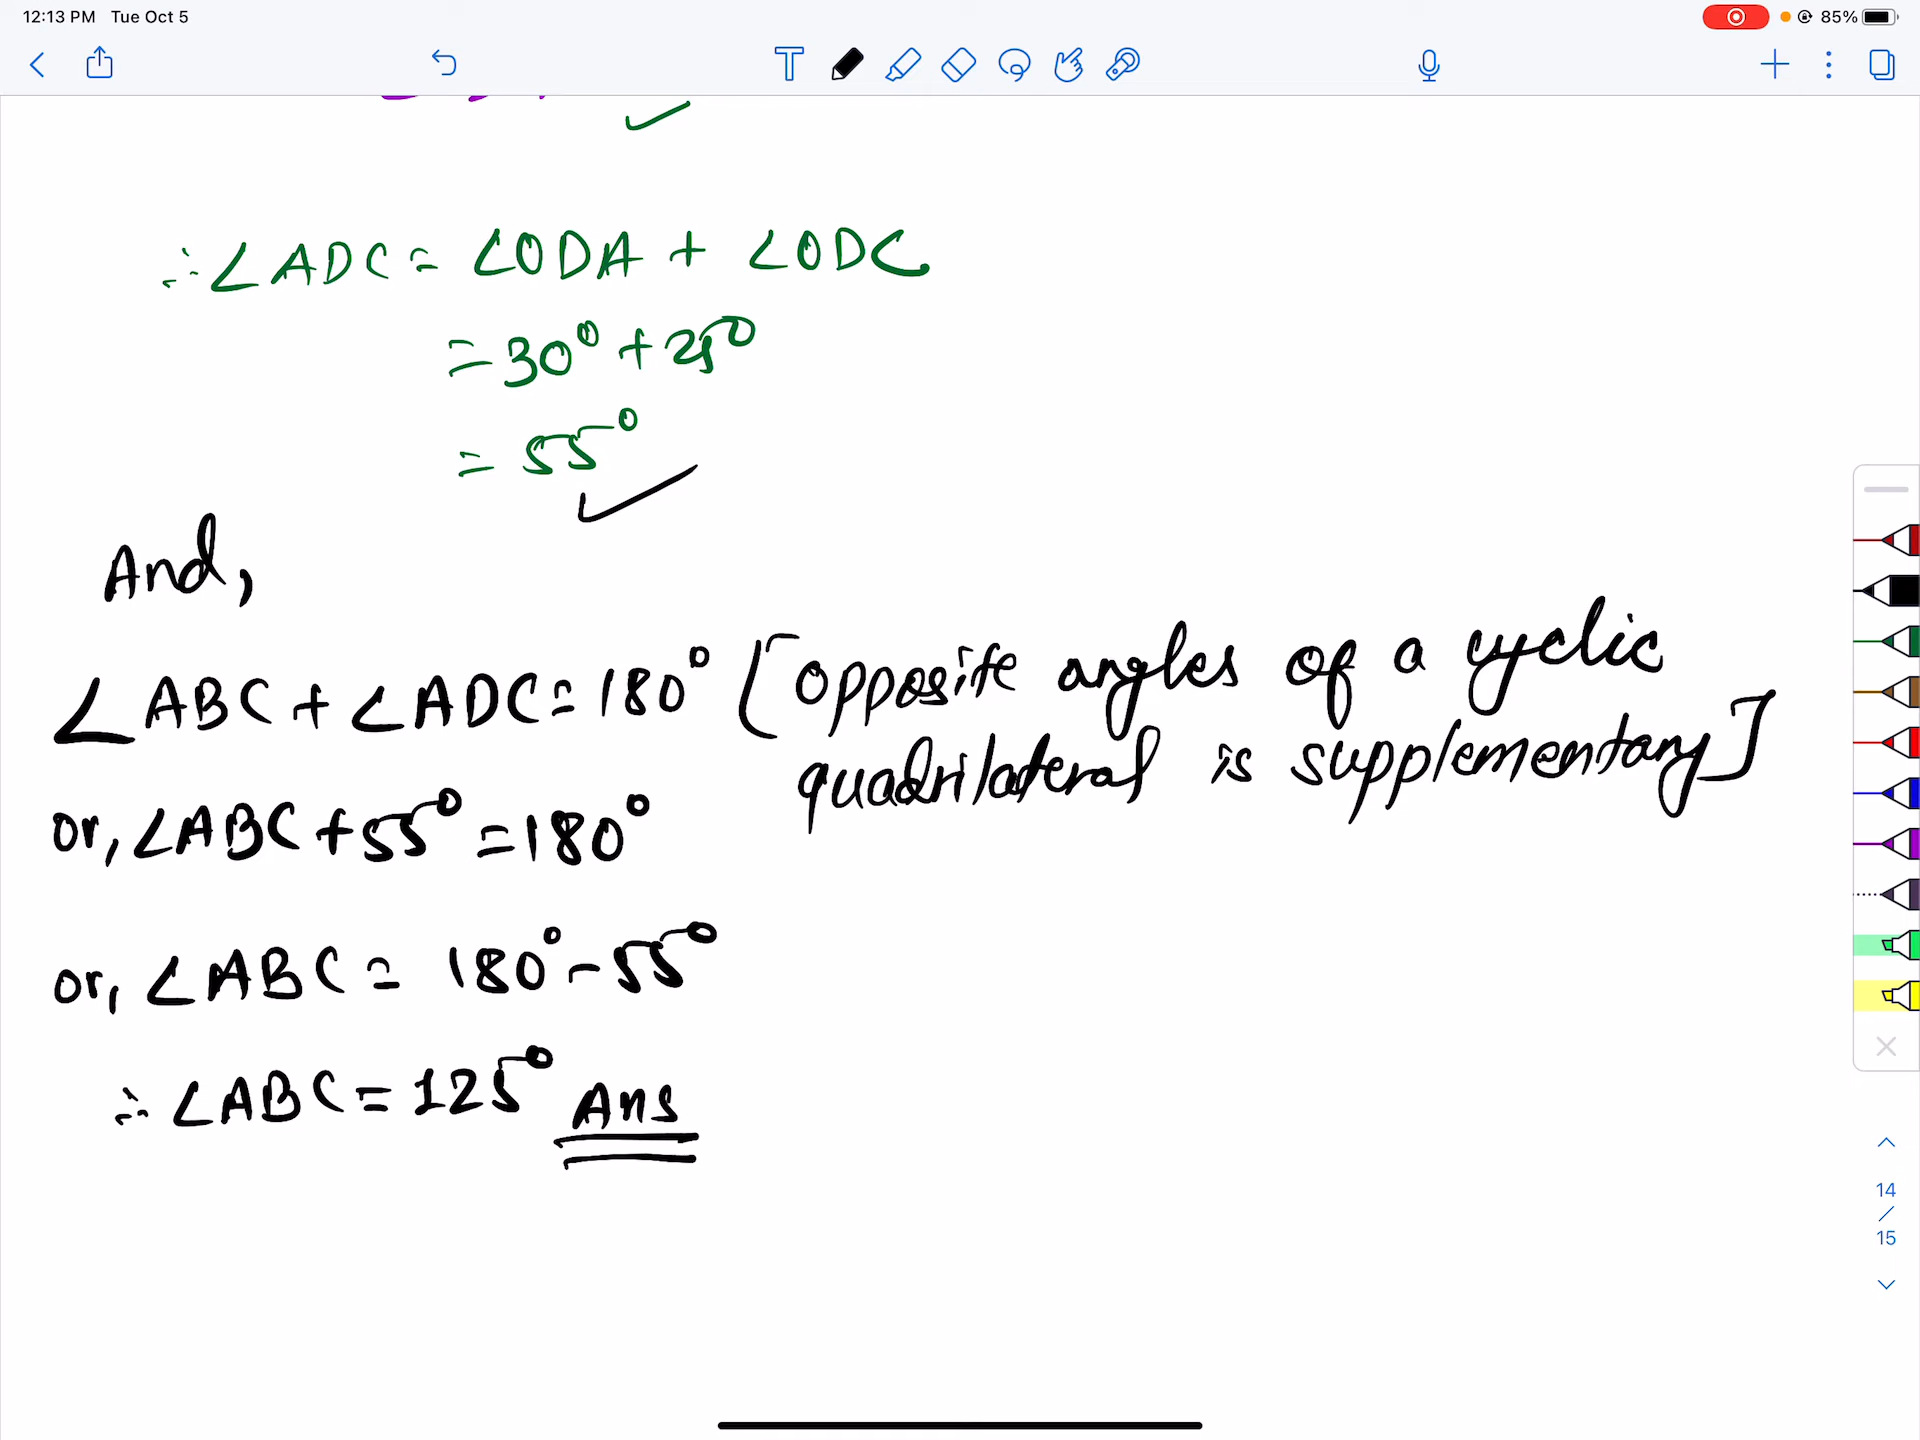 12:13 PM Tue Oct 5
85%
∴ ∠ADC = ∠ODA + ∠ODC
= 30° + 25°
= 55°
And,
∠ABC + ∠ADC = 180° [opposite angles of a cyclic
quadrilateral is supplementary]
or, ∠ABC + 55° = 180°
or, ∠ABC = 180° - 55°
∴ ∠ABC = 125° Ans
14
/
15